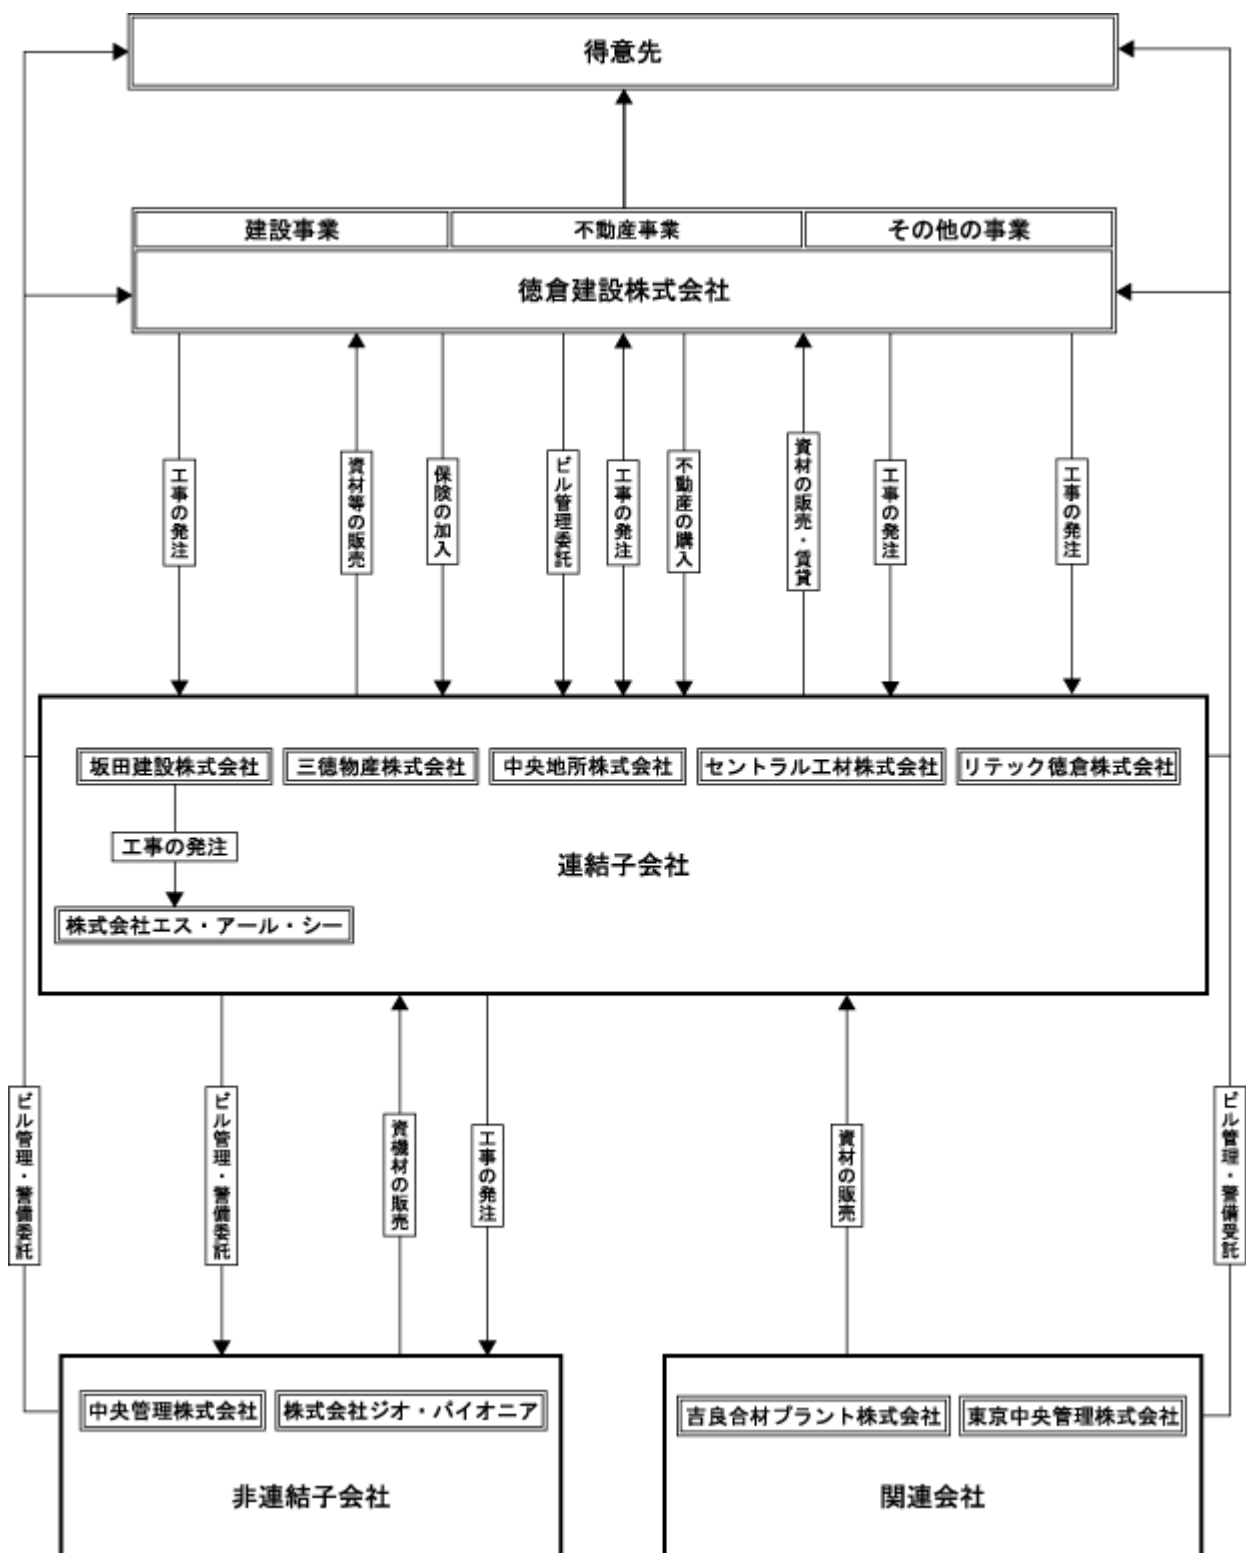 得意先
建設事業
不動産事業
その他の事業
徳倉建設株式会社
工事の発注
資材等の販売
保険の加入
ビル管理委託
工事の発注
不動産の購入
資材の販売・賃貸
工事の発注
工事の発注
坂田建設株式会社
三徳物産株式会社
中央地所株式会社
セントラル工材株式会社
リテック徳倉株式会社
工事の発注
連結子会社
株式会社エス・アール・シー
ビル管理・警備委託
ビル管理・警備委託
資機材の販売
工事の発注
資材の販売
ビル管理・警備受託
中央管理株式会社
株式会社ジオ・パイオニア
吉良合材プラント株式会社
東京中央管理株式会社
非連結子会社
関連会社